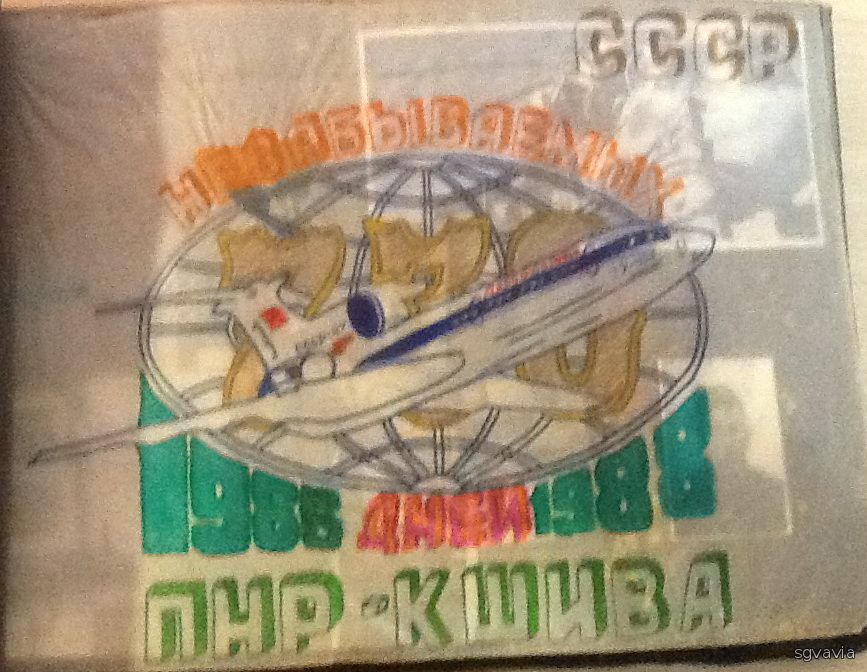 СССР
НЕЗАБЫВАЕМЫХ
730
1986 ДНЕЙ 1988
ПНР-КШИВА
sgvavia